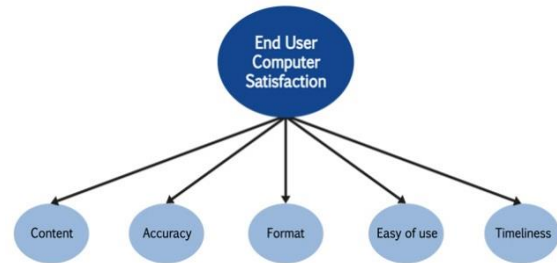 End User
Computer
Satisfaction
Content
Accuracy
Format
Easy of use
Timeliness